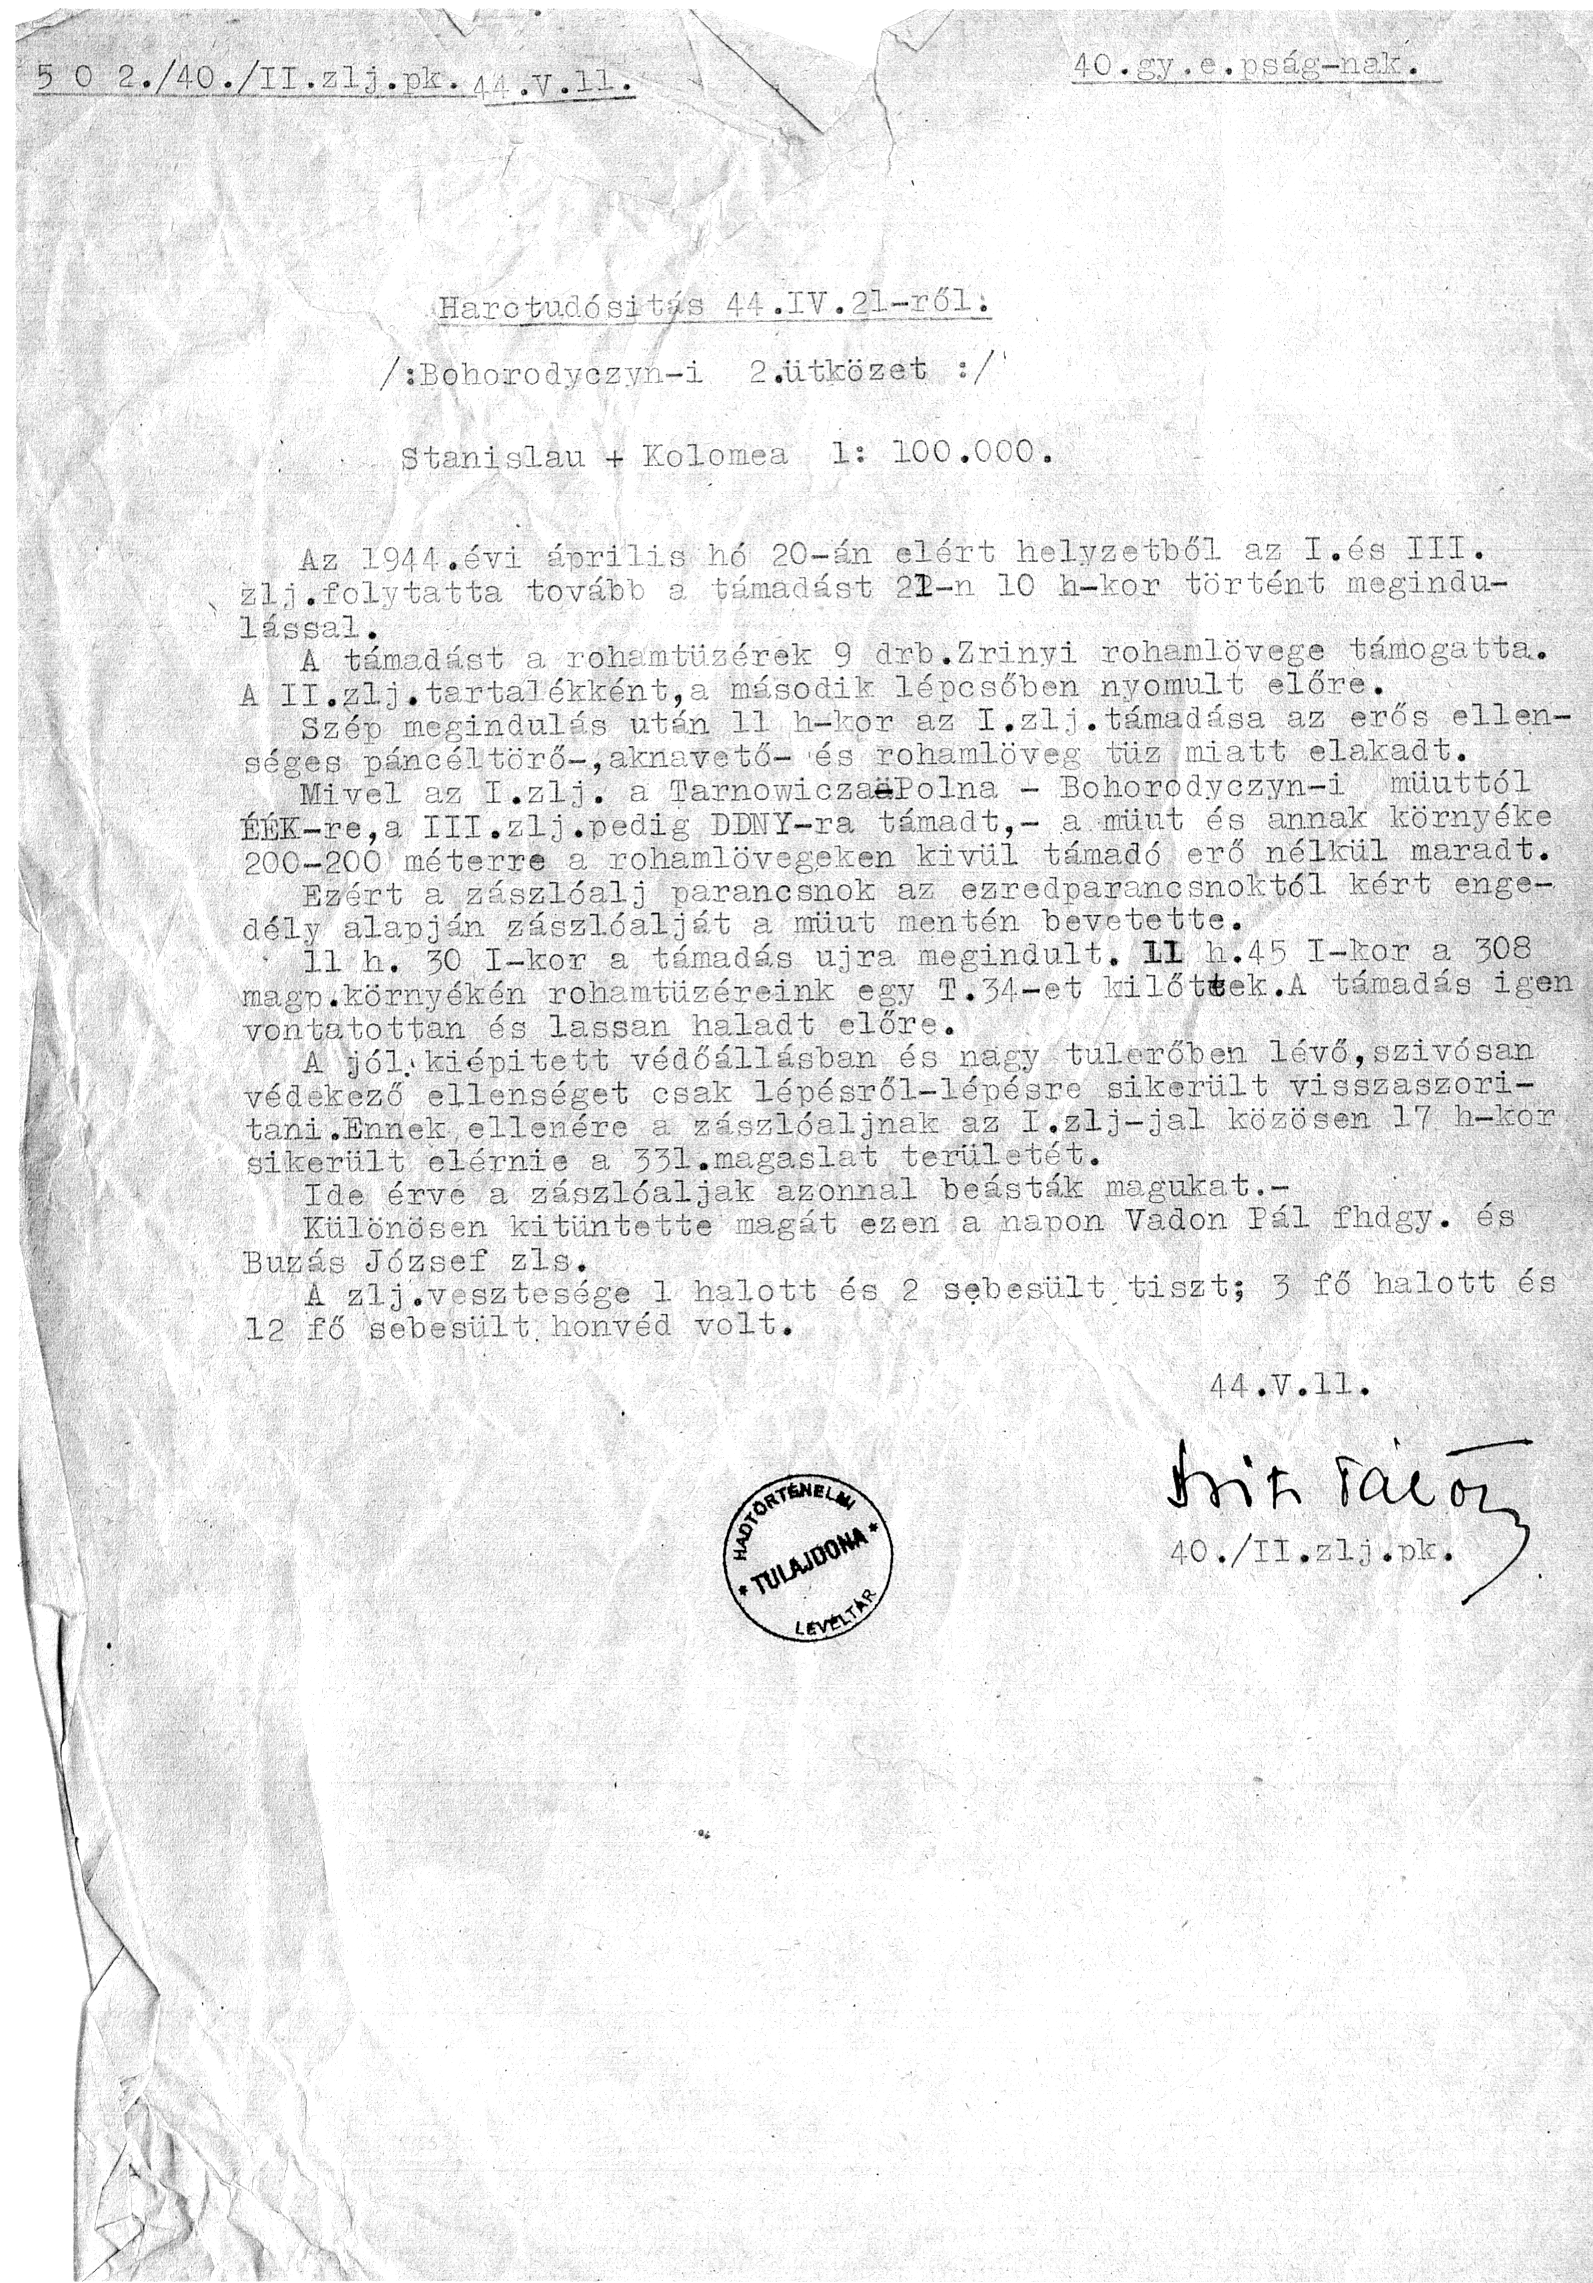 5 0 2./40./II.zlj.pk. 44.V.11.
40.gy.e.pság-nak.
Harctudósitás 44.IV.21-ről.
/:Bohorodyczyn-i 2.ütközet :/
Stanislau + Kolomea 1: 100.000.
Az 1944.évi április hó 20-án elért helyzetből az I.és III.
zlj.folytatta tovább a támadást 21-n 10 h-kor történt megindu-
lással.
A támadást a rohamtüzérek 9 drb.Zrinyi rohamlövege támogatta.
A II.zlj.tartalékként,a második lépcsőben nyomult előre.
Szép megindulás után 11 h-kor az I.zlj.támadása az erős ellen-
séges páncéltörő-,aknavető- és rohamlöveg tüz miatt elakadt.
Mivel az I.zlj. a Tarnowicza-Polna - Bohorodyczyn-i müuttól
ÉÉK-re,a III.zlj.pedig DDNY-ra támadt,- a müut és annak környéke
200-200 méterre a rohamlövegeken kivül támadó erő nélkül maradt.
Ezért a zászlóalj parancsnok az ezredparancsnoktól kért enge-
dély alapján zászlóalját a müut mentén bevetette.
11 h. 30 I-kor a támadás ujra megindult. 11 h.45 I-kor a 308
magp.környékén rohamtüzéreink egy T.34-et kilőttek.A támadás igen
vontatottan és lassan haladt előre.
A jól kiépitett védőállásban és nagy tulerőben lévő,szivósan
védekező ellenséget csak lépésről-lépésre sikerült visszaszori-
tani.Ennek ellenére a zászlóaljnak az I.zlj-jal közösen 17 h-kor
sikerült elérnie a 331.magaslat területét.
Ide érve a zászlóaljak azonnal beásták magukat.-
Különösen kitüntette magát ezen a napon Vadon Pál fhdgy. és
Buzás József zls.
A zlj.vesztesége 1 halott és 2 sebesült tiszt; 3 fő halott és
12 fő sebesült honvéd volt.
44.V.11.
40./II.zlj.pk.
HADTÖRTÉNELMI
* TULAJDONA *
LEVÉLTÁR